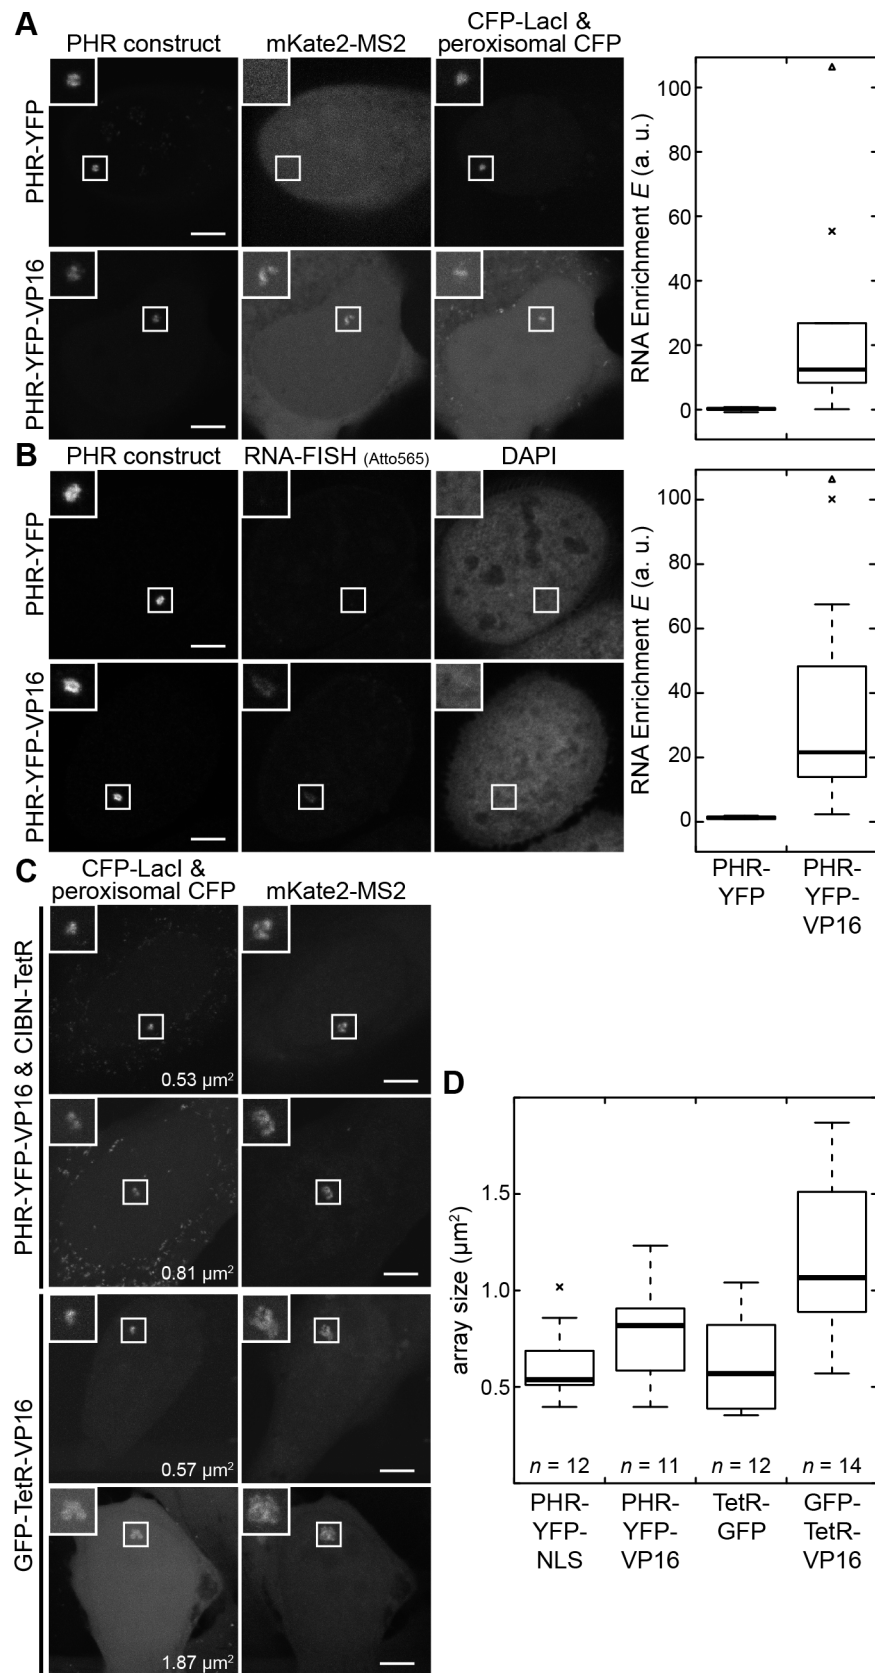 A
PHR construct
mKate2-MS2
CFP-LacI &
peroxisomal CFP
PHR-YFP
PHR-YFP-VP16
RNA Enrichment E (a. u.)
100
80
60
40
20
0
B
PHR construct
RNA-FISH (Atto565)
DAPI
PHR-YFP
PHR-YFP-VP16
RNA Enrichment E (a. u.)
100
80
60
40
20
0
PHR-
YFP
PHR-
YFP-
VP16
C
CFP-LacI &
peroxisomal CFP
mKate2-MS2
PHR-YFP-VP16 & CIBN-TetR
0.53 µm²
0.81 µm²
GFP-TetR-VP16
0.57 µm²
1.87 µm²
D
array size (µm²)
1.5
1.0
0.5
n = 12
n = 11
n = 12
n = 14
PHR-
YFP-
NLS
PHR-
YFP-
VP16
TetR-
GFP
GFP-
TetR-
VP16